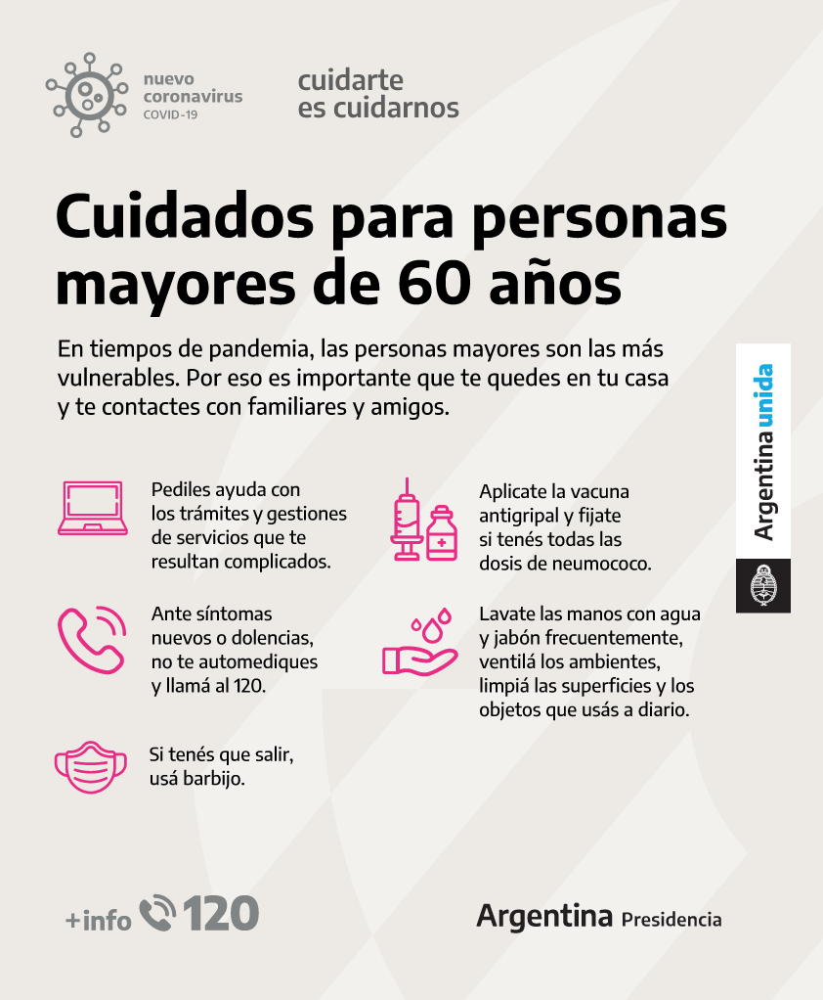 nuevo
coronavirus
COVID-19
cuidarte
es cuidarnos
Cuidados para personas
mayores de 60 años
En tiempos de pandemia, las personas mayores son las más
vulnerables. Por eso es importante que te quedes en tu casa
y te contactes con familiares y amigos.
Argentina unida
Pediles ayuda con
los trámites y gestiones
de servicios que te
resultan complicados.
Aplicate la vacuna
antigripal y fijate
si tenés todas las
dosis de neumococo.
Ante síntomas
nuevos o dolencias,
no te automediques
y llamá al 120.
Lavate las manos con agua
y jabón frecuentemente,
ventilá los ambientes,
limpiá las superficies y los
objetos que usás a diario.
Si tenés que salir,
usá barbijo.
+info 120
Argentina Presidencia